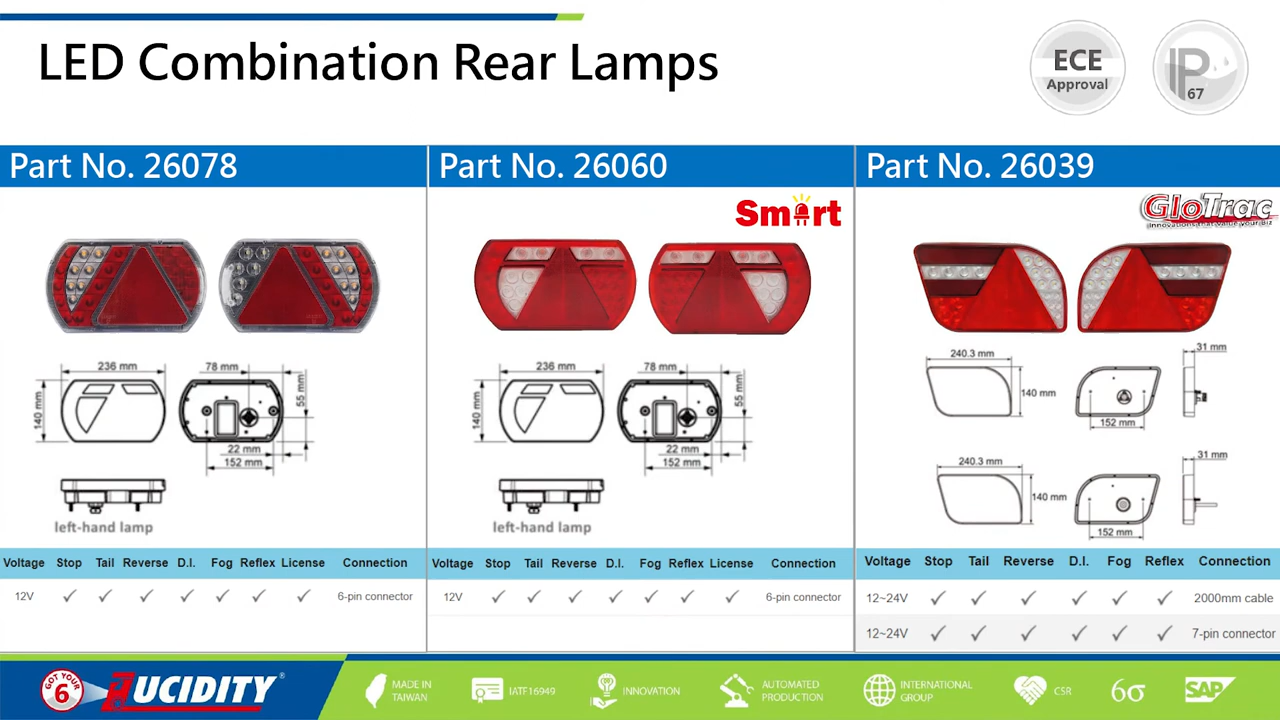 LED Combination Rear Lamps
ECE
Approval
IP
67
Part No. 26078
Part No. 26060
Part No. 26039
Smart
GloTrac
Innovations that value your Biz
236 mm
78 mm
140 mm
55 mm
22 mm
152 mm
left-hand lamp
236 mm
78 mm
140 mm
55 mm
22 mm
152 mm
left-hand lamp
240.3 mm
31 mm
140 mm
152 mm
240.3 mm
31 mm
140 mm
152 mm
Voltage Stop Tail Reverse D.I. Fog Reflex License Connection
12V ✓ ✓ ✓ ✓ ✓ ✓ ✓ 6-pin connector
Voltage Stop Tail Reverse D.I. Fog Reflex License Connection
12V ✓ ✓ ✓ ✓ ✓ ✓ ✓ 6-pin connector
Voltage Stop Tail Reverse D.I. Fog Reflex Connection
12~24V ✓ ✓ ✓ ✓ ✓ ✓ 2000mm cable
12~24V ✓ ✓ ✓ ✓ ✓ ✓ 7-pin connector
GOT YOUR
6
LUCIDITY®
MADE IN
TAIWAN
IATF16949
INNOVATION
AUTOMATED
PRODUCTION
INTERNATIONAL
GROUP
CSR
6σ
SAP